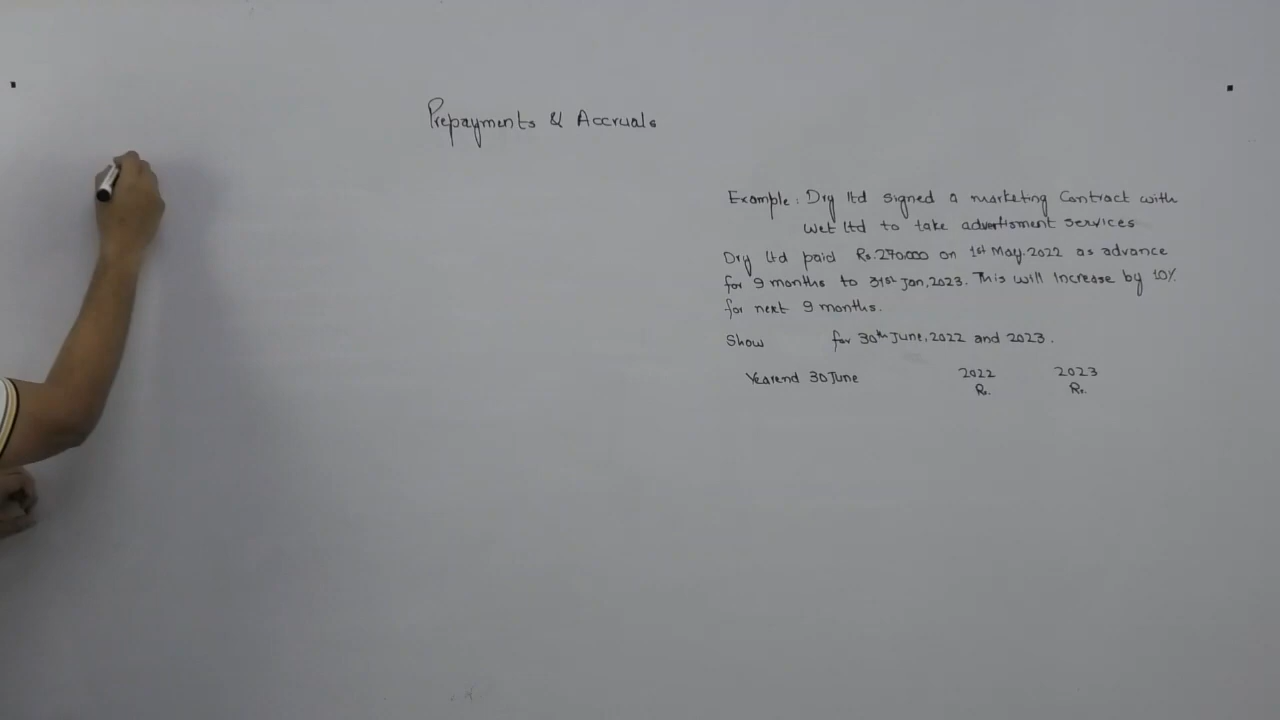 Prepayments & Accruals
Example: Dry ltd signed a marketing Contract with
Wet ltd to take advertisment services
Dry Ltd paid Rs.270,000 on 1st May.2022 as advance
for 9 months to 31st Jan,2023. This will increase by 10%
for next 9 months.
Show for 30th June,2022 and 2023.
Yearend 30 June 2022 2023
Rs. Rs.